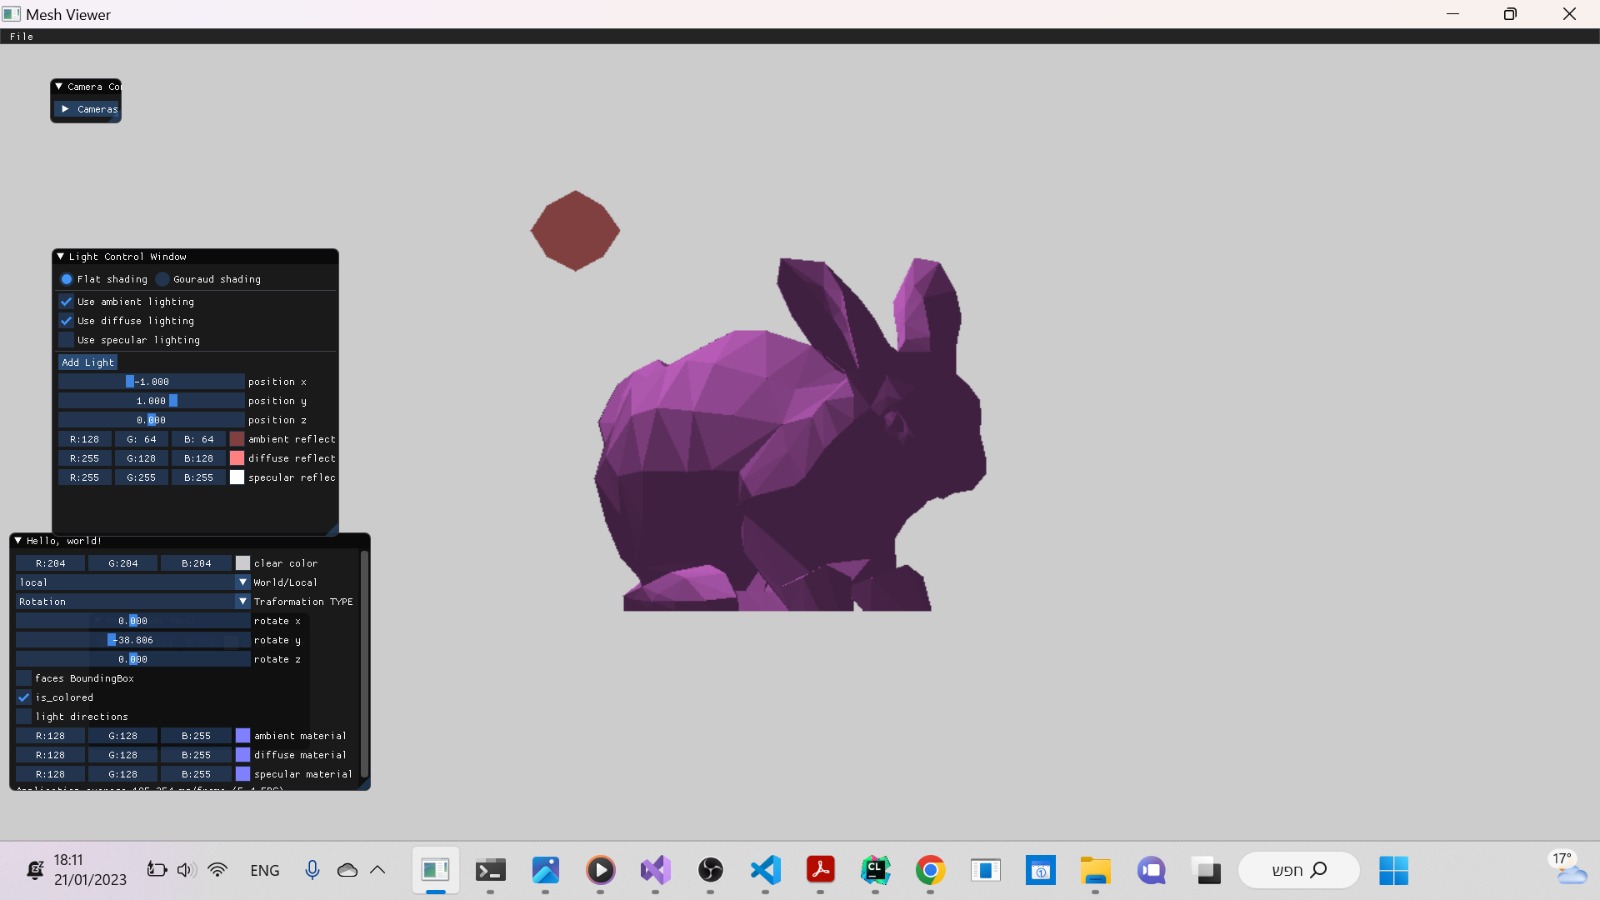 Mesh Viewer
File
Camera Co
Cameras
Light Control Window
Flat shading Gouraud shading
Use ambient lighting
Use diffuse lighting
Use specular lighting
Add Light
-1.000 position x
1.000 position y
0.000 position z
R:128 G: 64 B: 64 ambient reflect
R:255 G:128 B:128 diffuse reflect
R:255 G:255 B:255 specular reflec
Hello, world!
R:204 G:204 B:204 clear color
local World/Local
Rotation Traformation TYPE
0.000 rotate x
-38.806 rotate y
0.000 rotate z
faces BoundingBox
is_colored
light directions
R:128 G:128 B:255 ambient material
R:128 G:128 B:255 diffuse material
R:128 G:128 B:255 specular material
18:11
21/01/2023
ENG
CL
חפש
17°